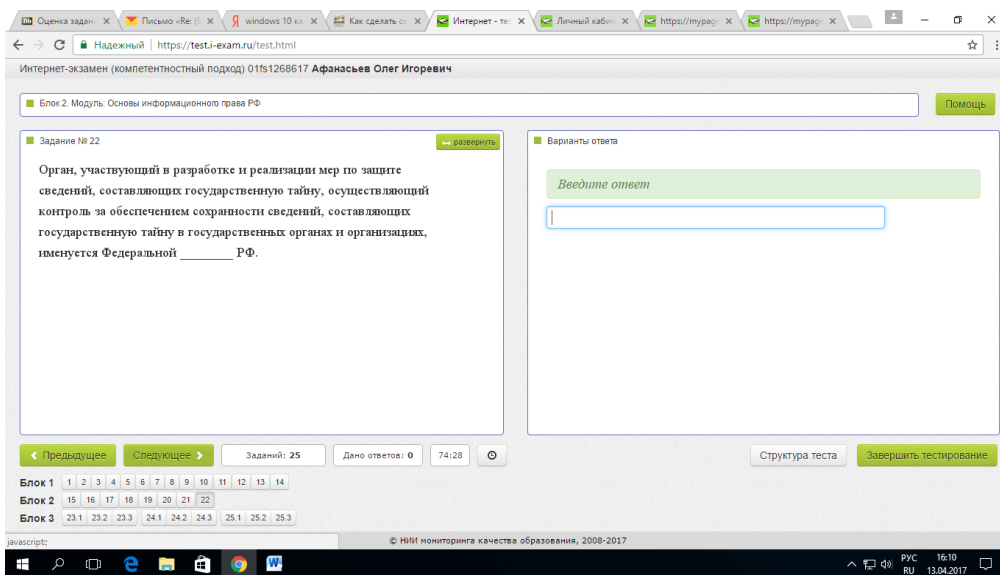 Оценка задан
Письмо «Re: (
windows 10 ка
Как сделать ск
Интернет - тес
Личный кабин
https://mypage
https://mypage
Надежный | https://test.i-exam.ru/test.html
Интернет-экзамен (компетентностный подход) 01fs1268617 Афанасьев Олег Игоревич
Блок 2. Модуль: Основы информационного права РФ
Помощь
Задание № 22
развернуть
Орган, участвующий в разработке и реализации мер по защите
сведений, составляющих государственную тайну, осуществляющий
контроль за обеспечением сохранности сведений, составляющих
государственную тайну в государственных органах и организациях,
именуется Федеральной ________ РФ.
Варианты ответа
Введите ответ
Предыдущее
Следующее
Заданий: 25
Дано ответов: 0
74:28
Структура теста
Завершить тестирование
Блок 1 1 2 3 4 5 6 7 8 9 10 11 12 13 14
Блок 2 15 16 17 18 19 20 21 22
Блок 3 23.1 23.2 23.3 24.1 24.2 24.3 25.1 25.2 25.3
javascript:;
© НИИ мониторинга качества образования, 2008-2017
РУС
RU
16:10
13.04.2017